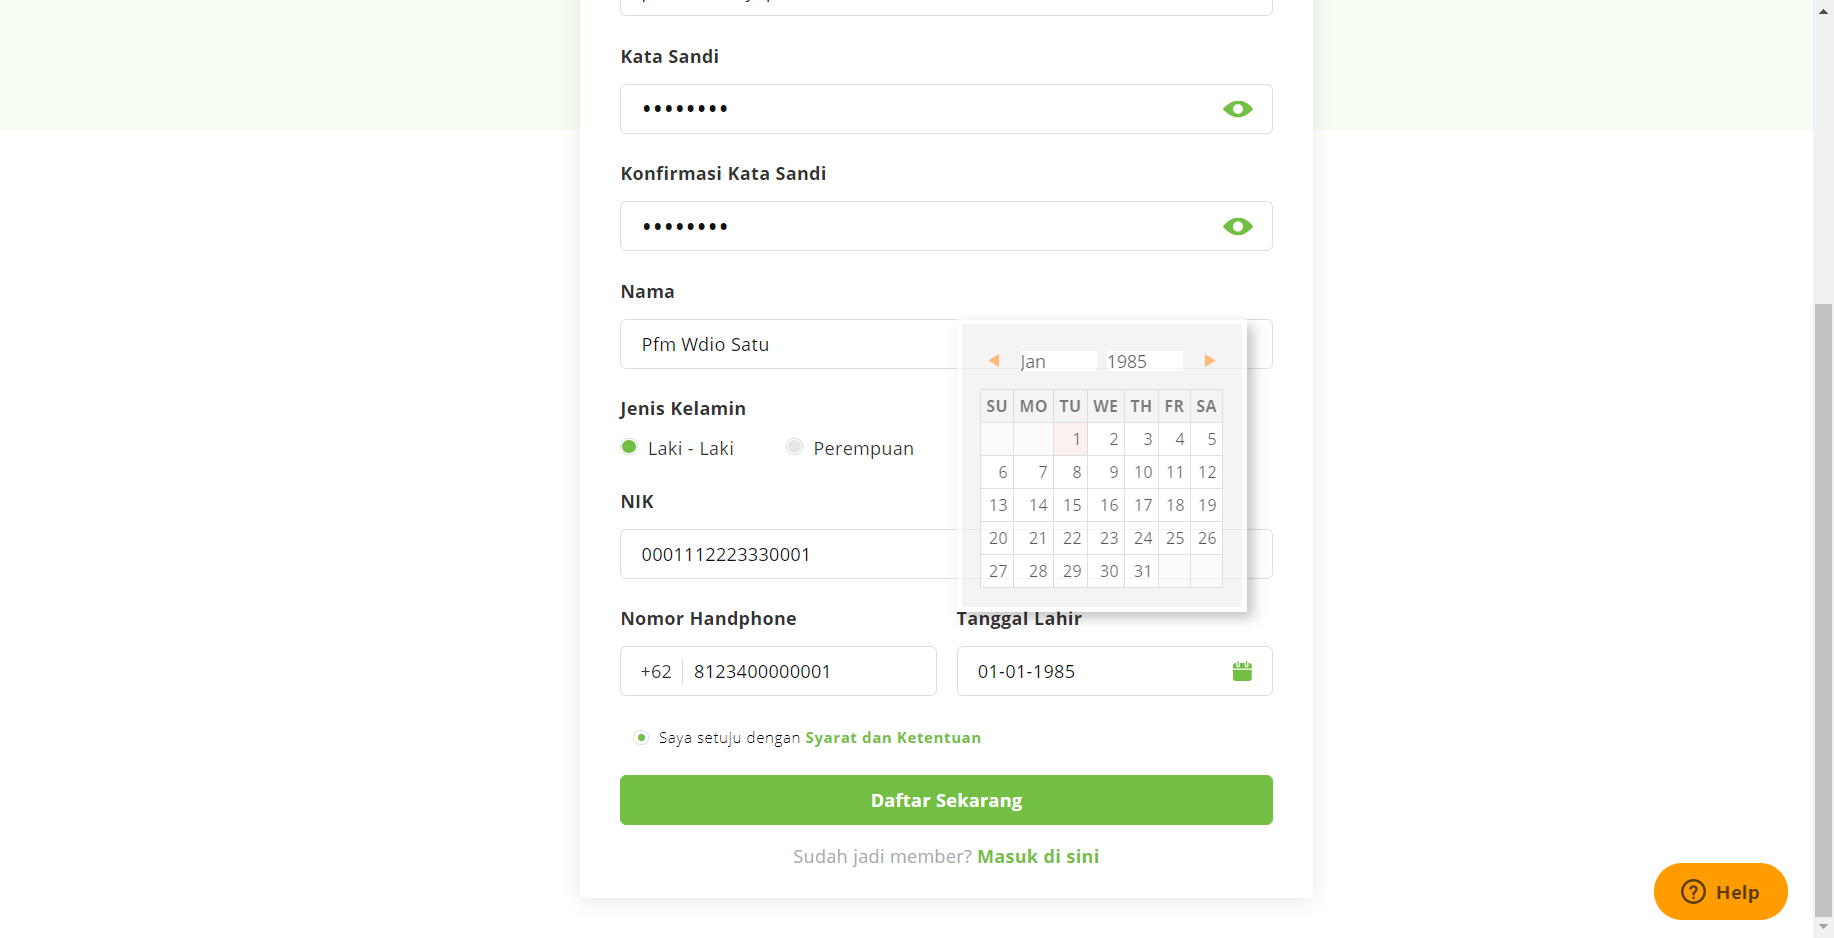 Kata Sandi
••••••••
Konfirmasi Kata Sandi
••••••••
Nama
Pfm Wdio Satu
Jan 1985
SU MO TU WE TH FR SA
1 2 3 4 5
6 7 8 9 10 11 12
13 14 15 16 17 18 19
20 21 22 23 24 25 26
27 28 29 30 31
Jenis Kelamin
Laki - Laki Perempuan
NIK
0001112223330001
Nomor Handphone
+62 8123400000001
Tanggal Lahir
01-01-1985
Saya setuju dengan Syarat dan Ketentuan
Daftar Sekarang
Sudah jadi member? Masuk di sini
Help